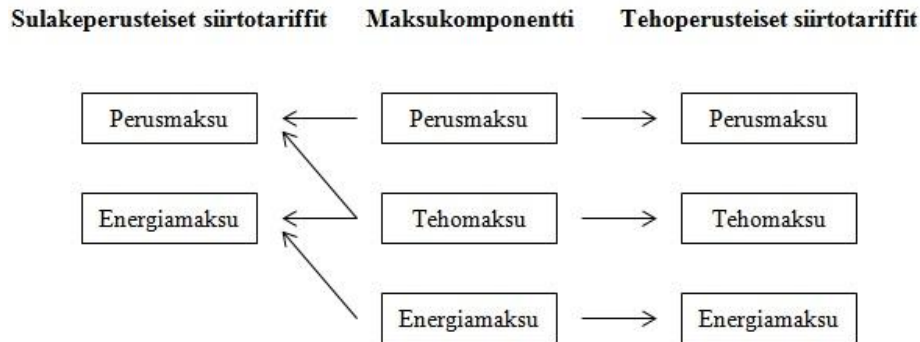 Sulakeperusteiset siirtotariffit Maksukomponentti Tehoperusteiset siirtotariffit
Perusmaksu Perusmaksu Perusmaksu
Energiamaksu Tehomaksu Tehomaksu
Energiamaksu Energiamaksu